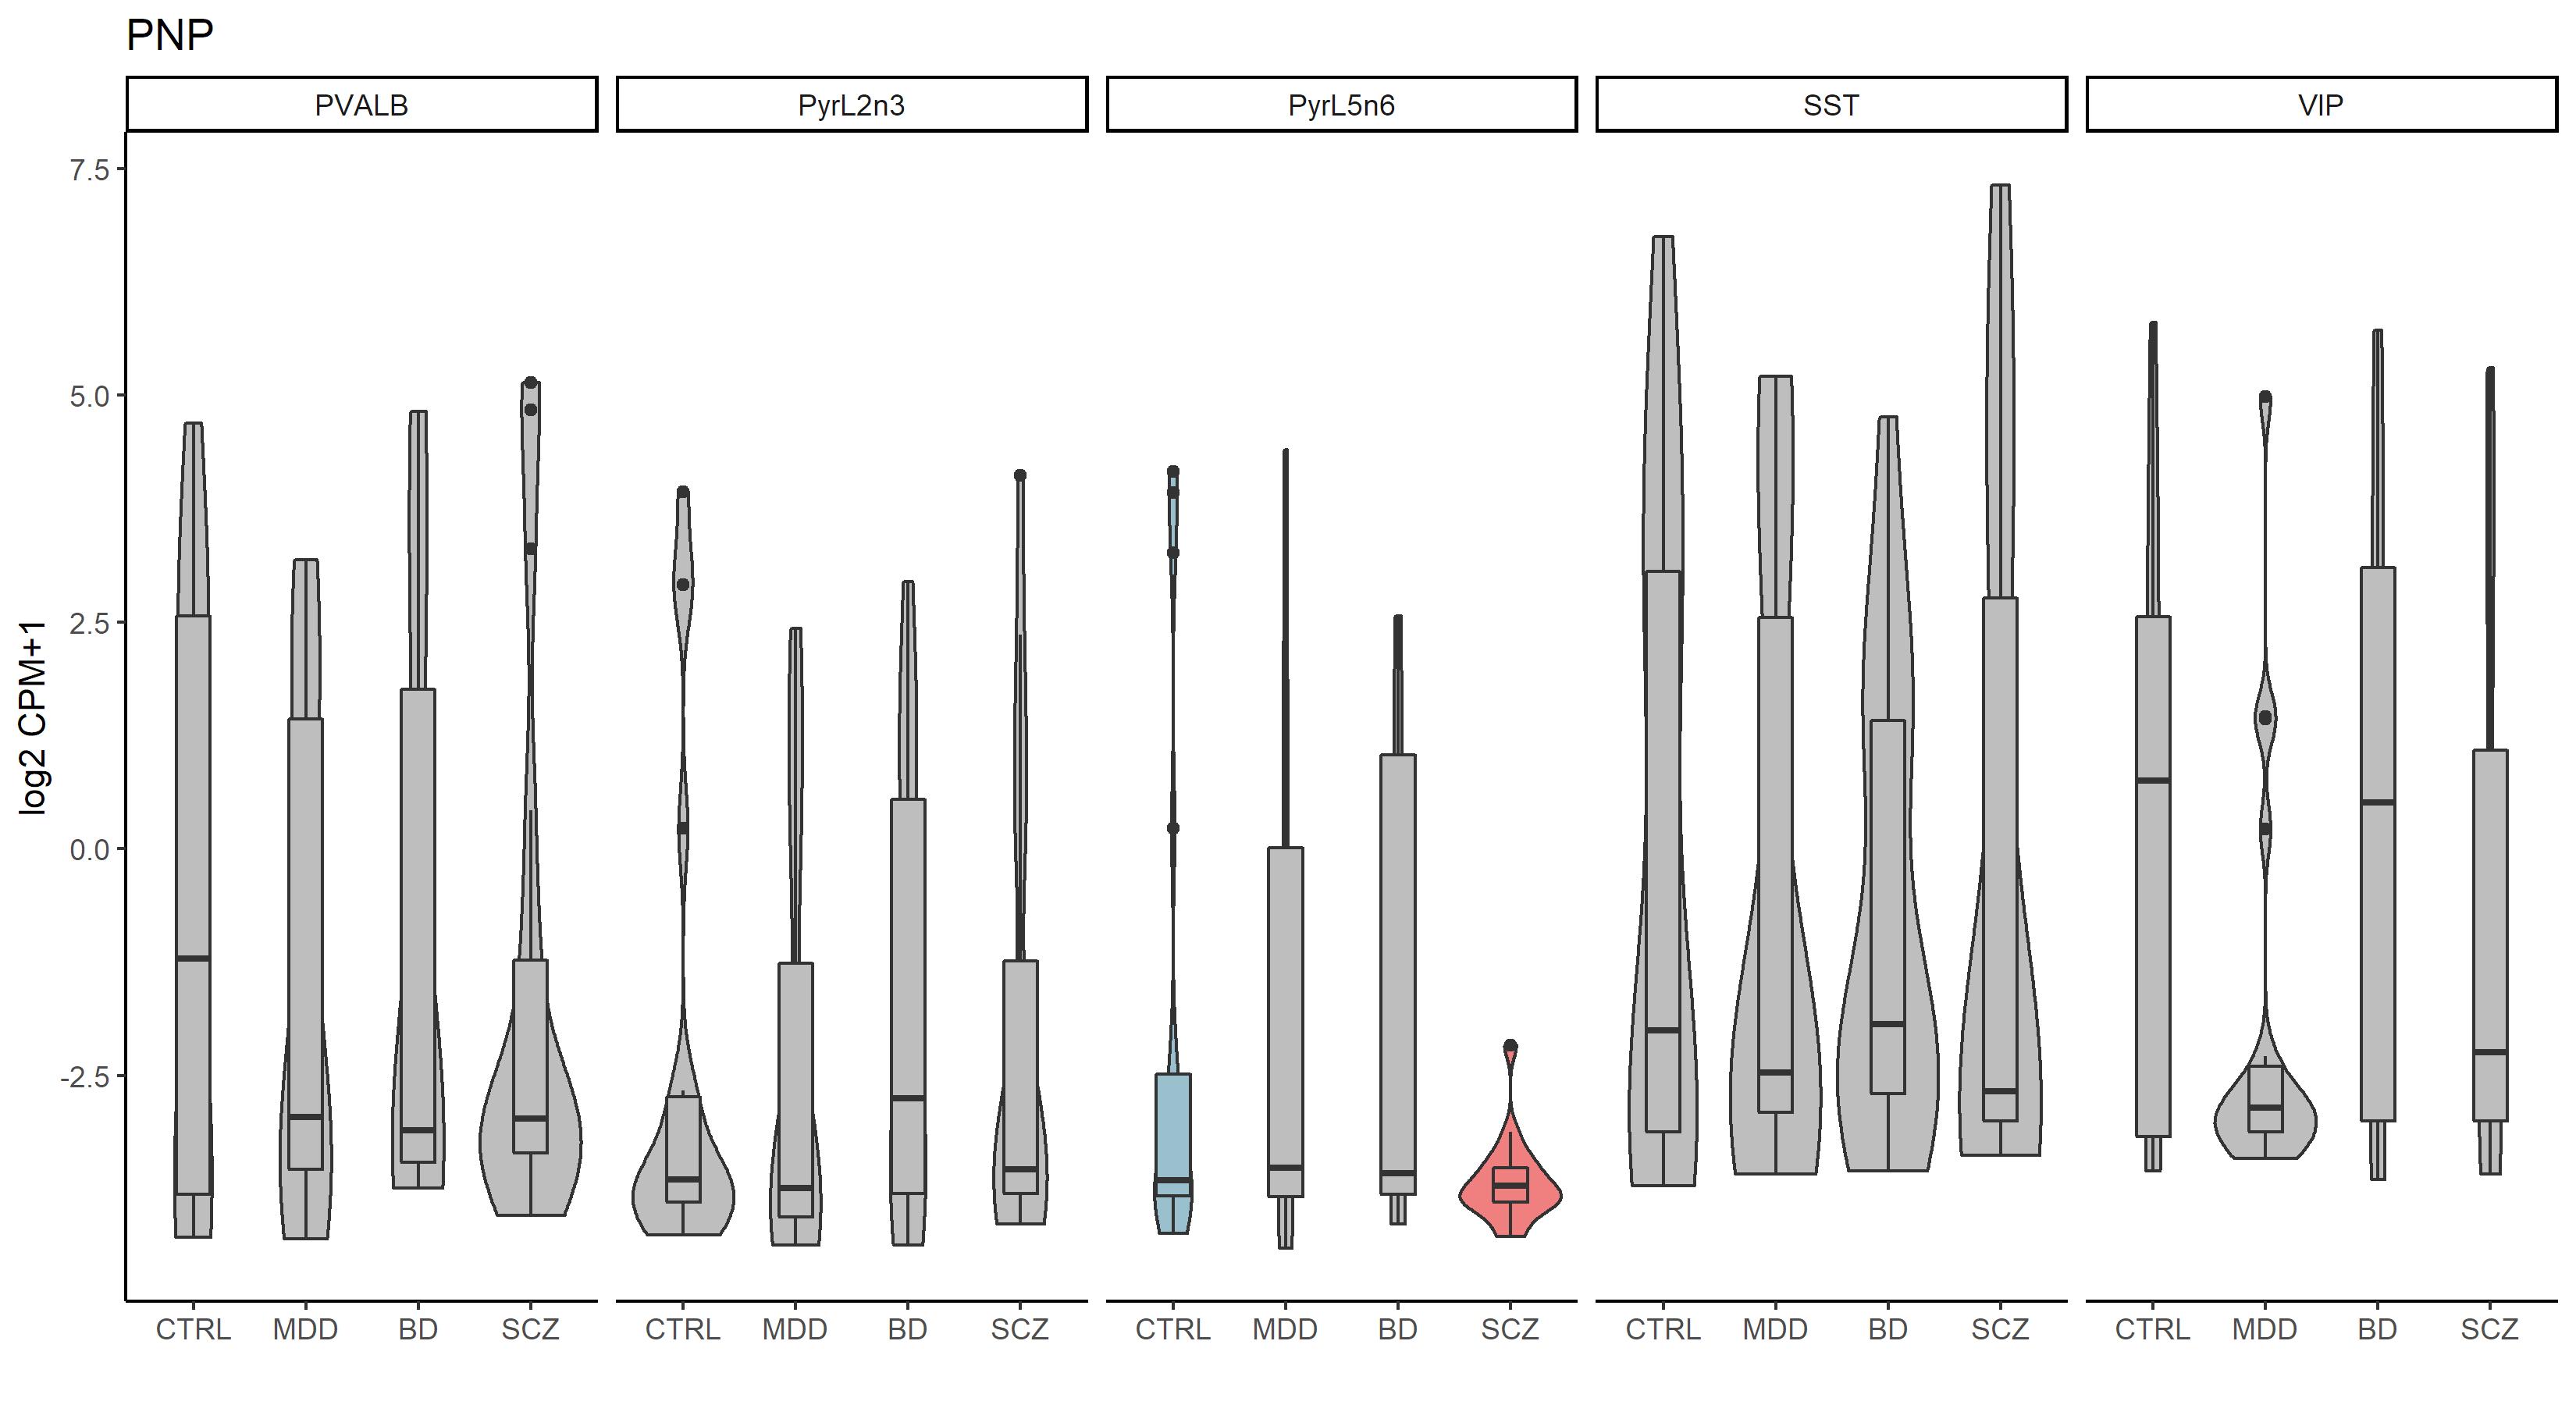 PNP
PVALB PyrL2n3 PyrL5n6 SST VIP
log2 CPM+1
7.5
5.0
2.5
0.0
-2.5
CTRL MDD BD SCZ CTRL MDD BD SCZ CTRL MDD BD SCZ CTRL MDD BD SCZ CTRL MDD BD SCZ